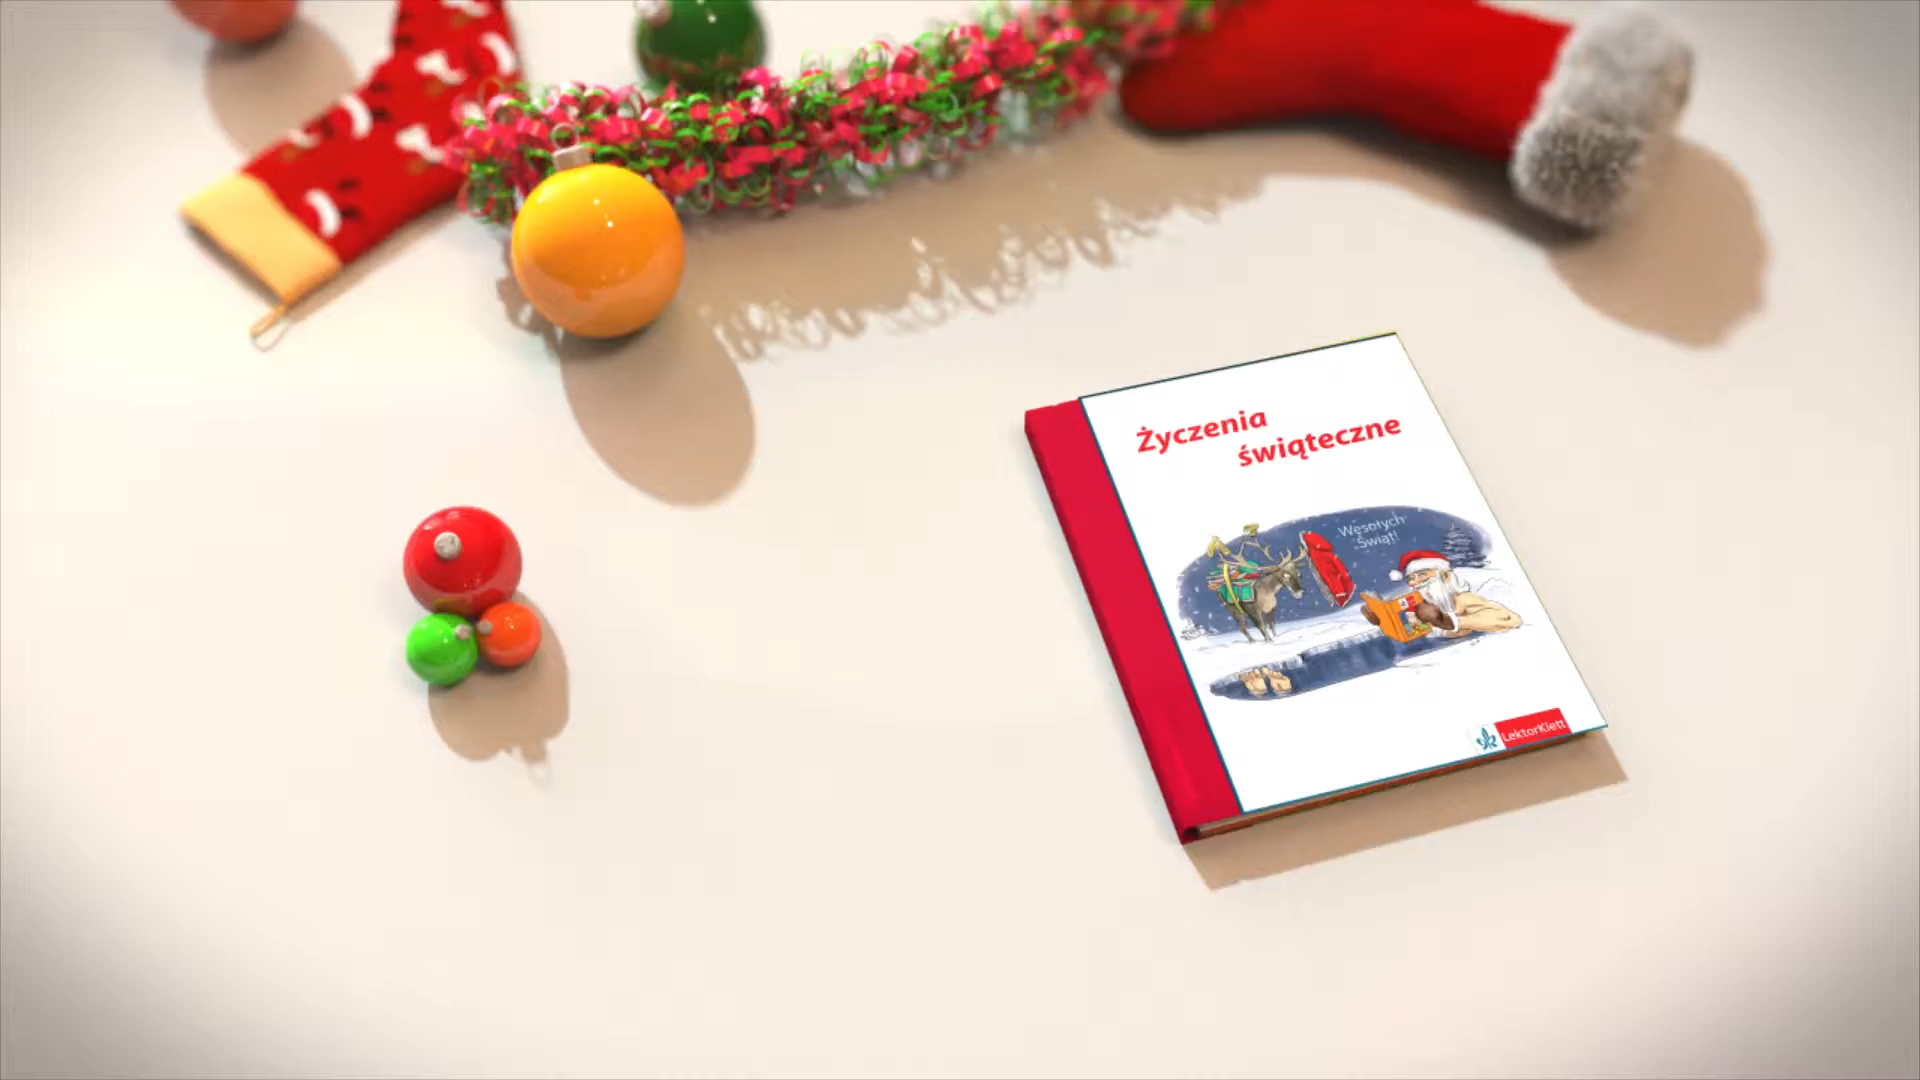 Życzenia
świąteczne
Wesołych
Świąt!
LektorKlett